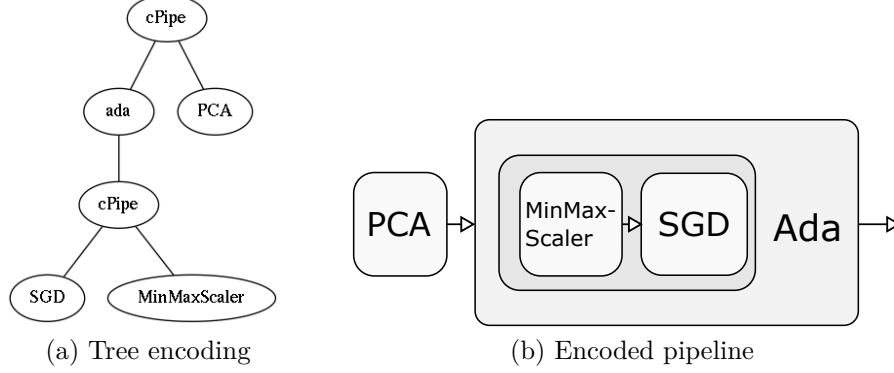 cPipe
ada
PCA
cPipe
SGD
MinMaxScaler
(a) Tree encoding
PCA
MinMax-
Scaler
SGD
Ada
(b) Encoded pipeline